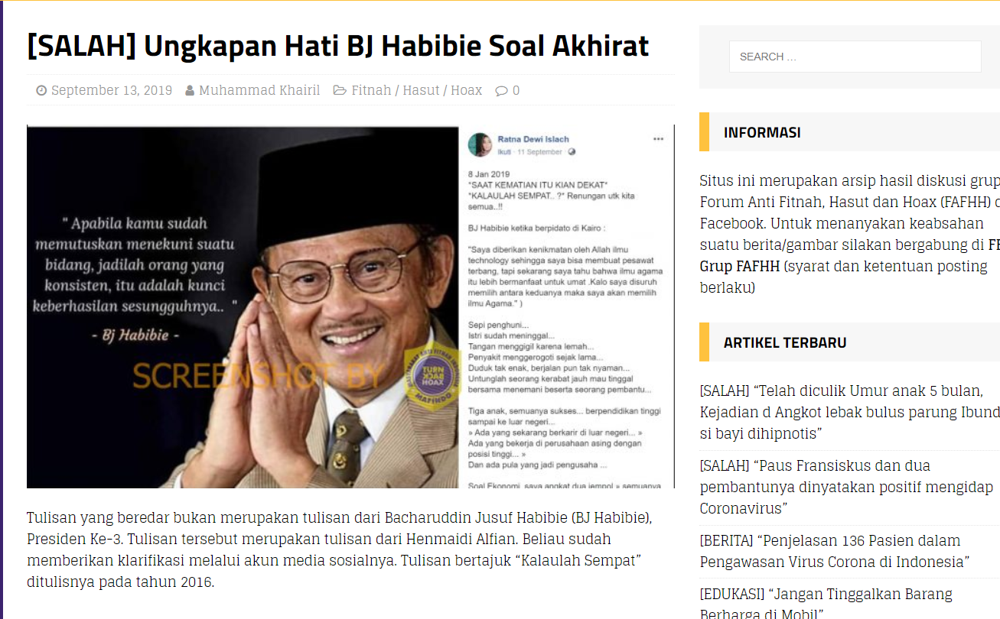 [SALAH] Ungkapan Hati BJ Habibie Soal Akhirat
September 13, 2019 Muhammad Khairil Fitnah / Hasut / Hoax 0
" Apabila kamu sudah
memutuskan menekuni suatu
bidang, jadilah orang yang
konsisten, itu adalah kunci
keberhasilan sesungguhnya.. "
- Bj Habibie -
SCREENSHOT BY
TURN
BACK
HOAX
MAFINDO
Ratna Dewi Islach
Ikuti · 11 September ·
8 Jan 2019
*SAAT KEMATIAN ITU KIAN DEKAT*
*KALAULAH SEMPAT.. ?* Renungan utk kita
semua..!!
BJ Habibie ketika berpidato di Kairo :
"Saya diberikan kenikmatan oleh Allah ilmu
technology sehingga saya bisa membuat pesawat
terbang, tapi sekarang saya tahu bahwa ilmu agama
itu lebih bermanfaat untuk umat .Kalo saya disuruh
memilih antara keduanya maka saya akan memilih
ilmu Agama." )
Sepi penghuni...
Istri sudah meninggal...
Tangan menggigil karena lemah...
Penyakit menggerogoti sejak lama...
Duduk tak enak, berjalan pun tak nyaman...
Untunglah seorang kerabat jauh mau tinggal
bersama menemani beserta seorang pembantu...
Tiga anak, semuanya sukses... berpendidikan tinggi
sampai ke luar negeri...
» Ada yang sekarang berkarir di luar negeri... »
Ada yang bekerja di perusahaan asing dengan
posisi tinggi... »
Dan ada pula yang jadi pengusaha ...
Soal Ekonomi, saya angkat dua jempol » semuanya
Tulisan yang beredar bukan merupakan tulisan dari Bacharuddin Jusuf Habibie (BJ Habibie),
Presiden Ke-3. Tulisan tersebut merupakan tulisan dari Henmaidi Alfian. Beliau sudah
memberikan klarifikasi melalui akun media sosialnya. Tulisan bertajuk “Kalaulah Sempat”
ditulisnya pada tahun 2016.
SEARCH …
INFORMASI
Situs ini merupakan arsip hasil diskusi grup
Forum Anti Fitnah, Hasut dan Hoax (FAFHH)
Facebook. Untuk menanyakan keabsahan
suatu berita/gambar silakan bergabung di
Grup FAFHH (syarat dan ketentuan posting
berlaku)
ARTIKEL TERBARU
[SALAH] “Telah diculik Umur anak 5 bulan,
Kejadian d Angkot lebak bulus parung Ibund
si bayi dihipnotis”
[SALAH] “Paus Fransiskus dan dua
pembantunya dinyatakan positif mengidap
Coronavirus”
[BERITA] “Penjelasan 136 Pasien dalam
Pengawasan Virus Corona di Indonesia”
[EDUKASI] “Jangan Tinggalkan Barang
Berharga di Mobil”